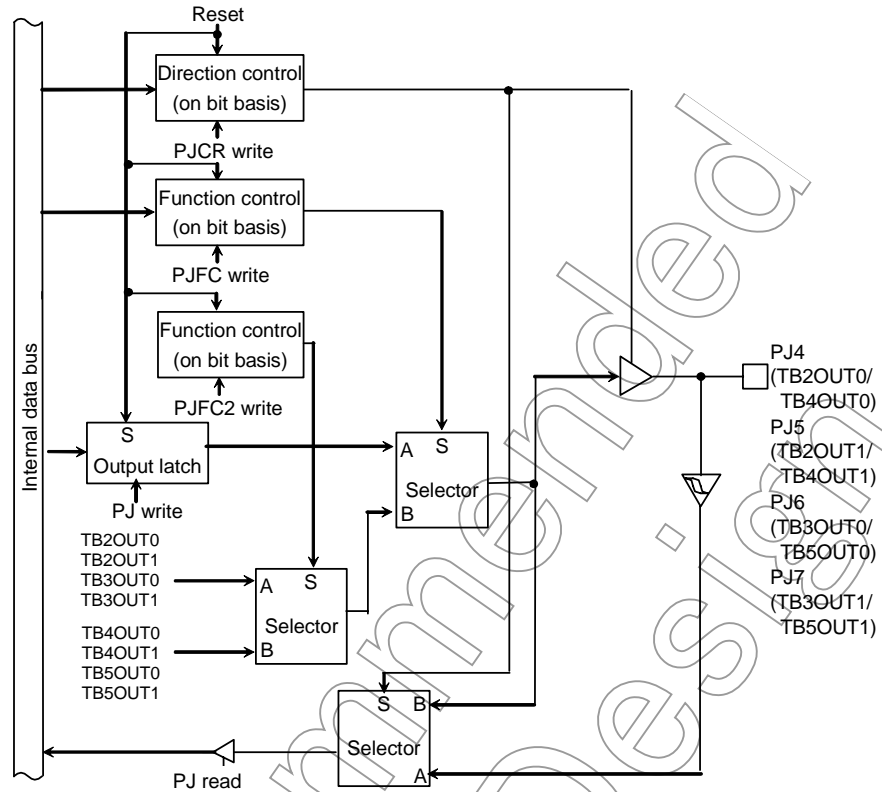 Reset
Direction control
(on bit basis)
PJCR write
Function control
(on bit basis)
PJFC write
Function control
(on bit basis)
PJFC2 write
Internal data bus
S
Output latch
PJ write
A
S
Selector
B
TB2OUT0
TB2OUT1
TB3OUT0
TB3OUT1
TB4OUT0
TB4OUT1
TB5OUT0
TB5OUT1
A
S
Selector
B
S
B
Selector
A
PJ read
PJ4
(TB2OUT0/
TB4OUT0)
PJ5
(TB2OUT1/
TB4OUT1)
PJ6
(TB3OUT0/
TB5OUT0)
PJ7
(TB3OUT1/
TB5OUT1)
mmended
Design